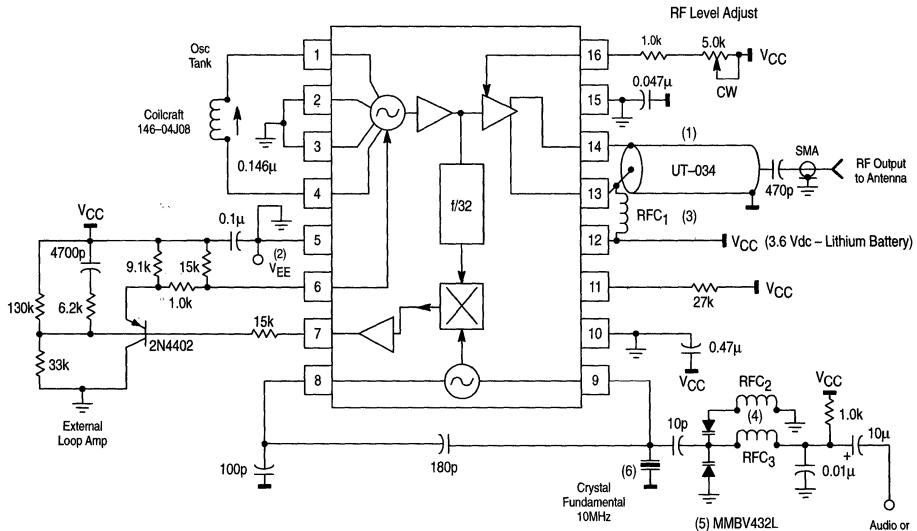 RF Level Adjust
1.0k
5.0k
VCC
CW
Osc
Tank
Coilcraft
146–04J08
0.146µ
1
2
3
4
5
6
7
8
16
15
14
13
12
11
10
9
0.047µ
(1)
UT–034
SMA
470p
RF Output
to Antenna
RFC1
(3)
VCC (3.6 Vdc – Lithium Battery)
f/32
VCC
4700p
0.1µ
(2)
VEE
9.1k
15k
1.0k
130k
6.2k
15k
2N4402
33k
External
Loop Amp
27k
VCC
0.47µ
VCC
100p
180p
(6)
Crystal
Fundamental
10MHz
10p
RFC2
(4)
RFC3
VCC
1.0k
10µ
+
0.01µ
(5) MMBV432L
Audio or